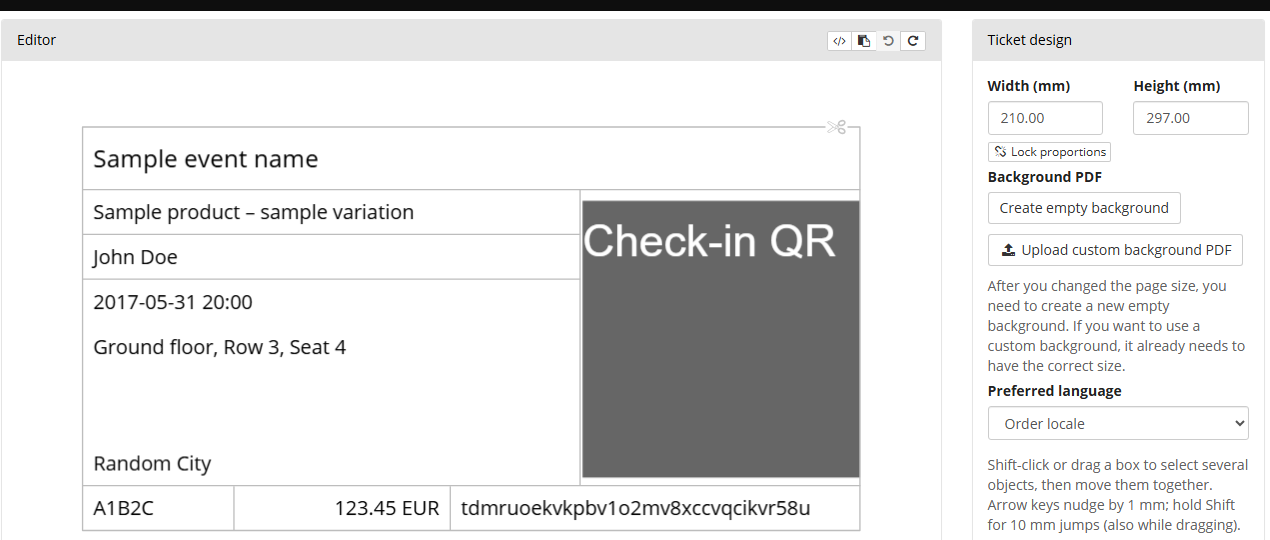 Editor
</>
Sample event name
Sample product – sample variation
John Doe
2017-05-31 20:00
Ground floor, Row 3, Seat 4
Random City
Check-in QR
A1B2C 123.45 EUR tdmruoekvkpbv1o2mv8xccvqcikvr58u
Ticket design
Width (mm) Height (mm)
210.00 297.00
Lock proportions
Background PDF
Create empty background
Upload custom background PDF
After you changed the page size, you
need to create a new empty
background. If you want to use a
custom background, it already needs to
have the correct size.
Preferred language
Order locale
Shift-click or drag a box to select several
objects, then move them together.
Arrow keys nudge by 1 mm; hold Shift
for 10 mm jumps (also while dragging).